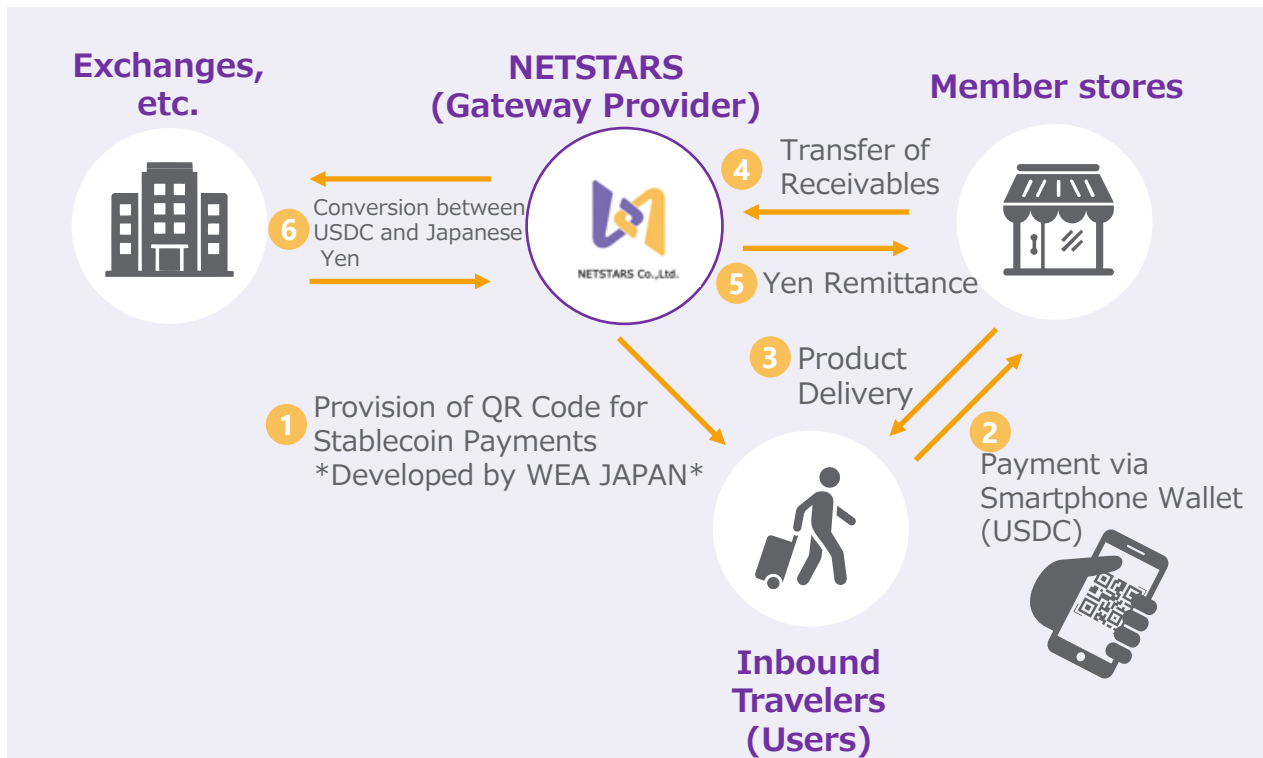 Exchanges,
etc.
NETSTARS
(Gateway Provider)
Member stores
4
Transfer of
Receivables
6
Conversion between
USDC and Japanese
Yen
NETSTARS Co.,Ltd.
5
Yen Remittance
3
Product
Delivery
1
Provision of QR Code for
Stablecoin Payments
*Developed by WEA JAPAN*
2
Payment via
Smartphone Wallet
(USDC)
Inbound
Travelers
(Users)